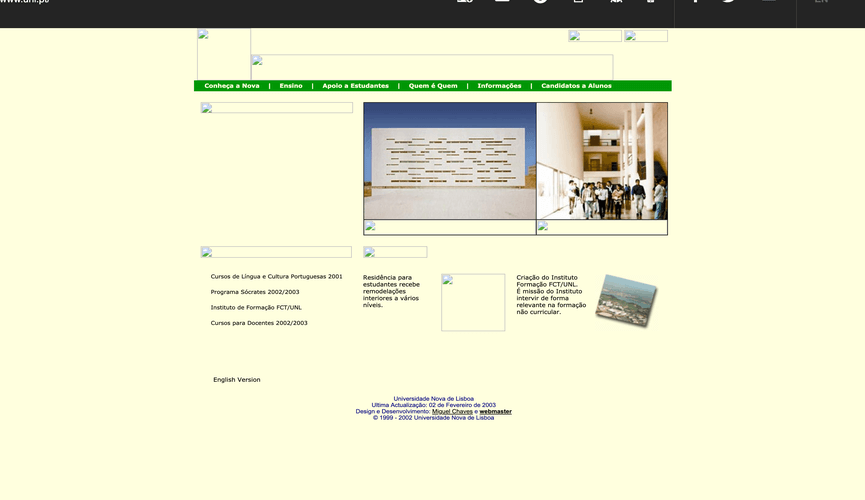 EN
Conheça a Nova | Ensino | Apoio a Estudantes | Quem é Quem | Informações | Candidatos a Alunos
Cursos de Língua e Cultura Portuguesas 2001
Programa Sócrates 2002/2003
Instituto de Formação FCT/UNL
Cursos para Docentes 2002/2003
Residência para
estudantes recebe
remodelações
interiores a vários
níveis.
Criação do Instituto
Formação FCT/UNL.
É missão do Instituto
intervir de forma
relevante na formação
não curricular.
English Version
Universidade Nova de Lisboa
Ultima Actualização: 02 de Fevereiro de 2003
Design e Desenvolvimento: Miguel Chaves e webmaster
© 1999 - 2002 Universidade Nova de Lisboa